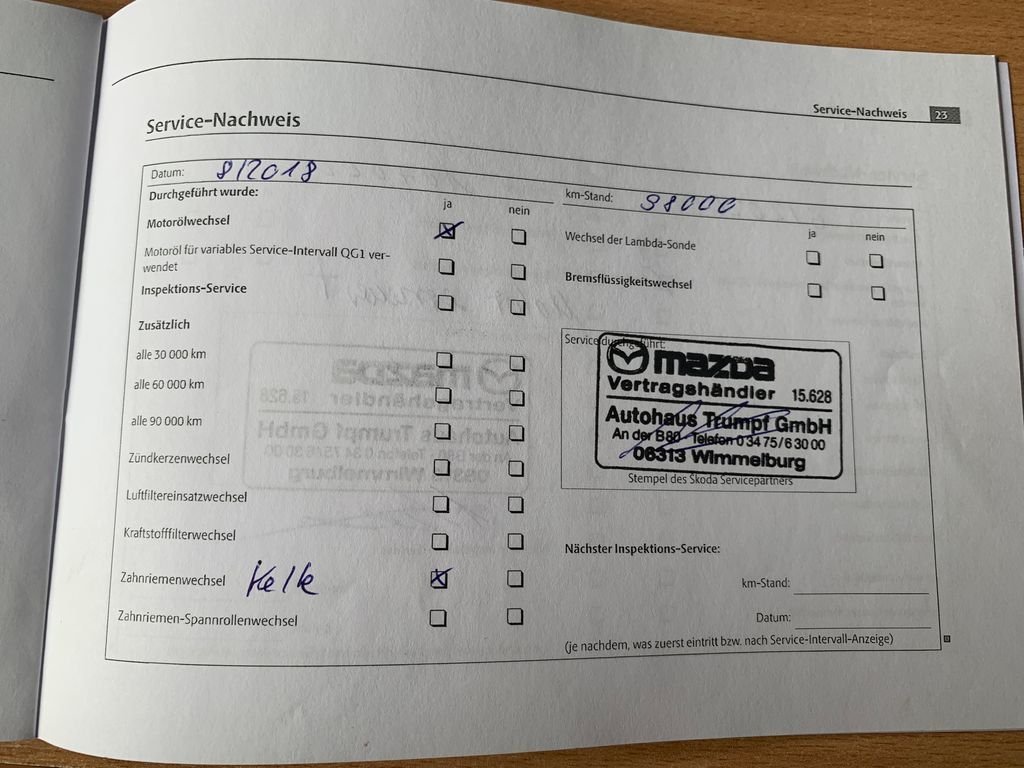 Service-Nachweis 23
Service-Nachweis
Datum: 8/2018
km-Stand: 98000
Durchgeführt wurde:
ja nein
Motorölwechsel
Motoröl für variables Service-Intervall QG1 ver-
wendet
Inspektions-Service
Zusätzlich
alle 30 000 km
alle 60 000 km
alle 90 000 km
Zündkerzenwechsel
Luftfiltereinsatzwechsel
Kraftstofffilterwechsel
Zahnriemenwechsel Kette
Zahnriemen-Spannrollenwechsel
ja nein
Wechsel der Lambda-Sonde
Bremsflüssigkeitswechsel
Service durchgeführt:
mazda
Vertragshändler 15.628
Autohaus Trumpf GmbH
An der B80 Telefon 0 34 75/6 30 00
06313 Wimmelburg
Stempel des Skoda Servicepartners
Nächster Inspektions-Service:
km-Stand:
Datum:
(je nachdem, was zuerst eintritt bzw. nach Service-Intervall-Anzeige)